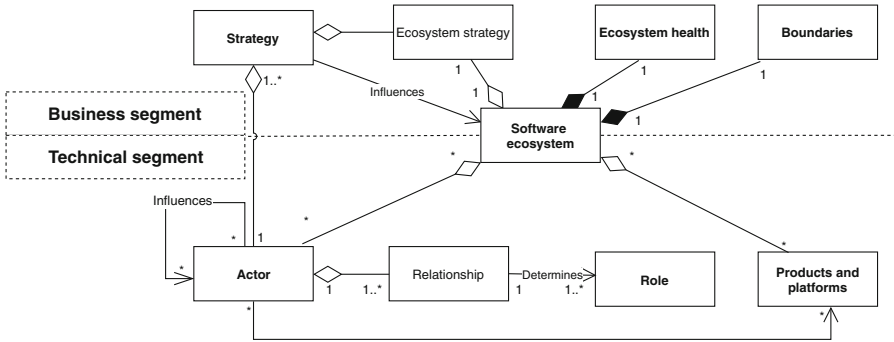 Strategy
Ecosystem strategy
Ecosystem health
Boundaries
1..*
1
1
1
Influences
1
1
1
Business segment
Technical segment
Software
ecosystem
*
*
Influences
*
*
*
1
*
*
Actor
Relationship
Role
Products and
platforms
Determines
1
1..*
1
1..*
*
*